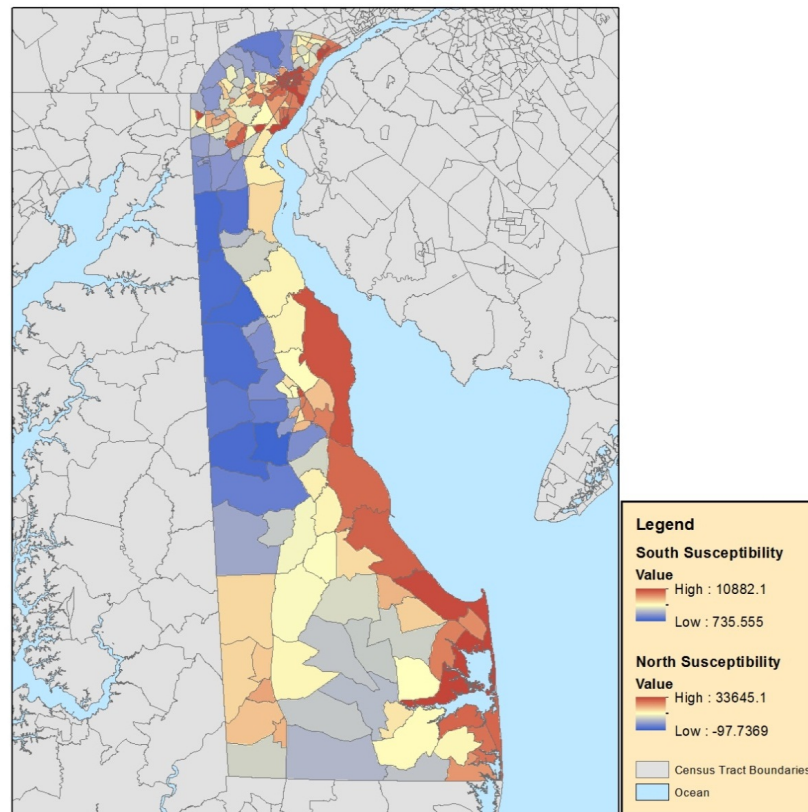 Legend
South Susceptibility
Value
High : 10882.1
Low : 735.555
North Susceptibility
Value
High : 33645.1
Low : -97.7369
Census Tract Boundaries
Ocean